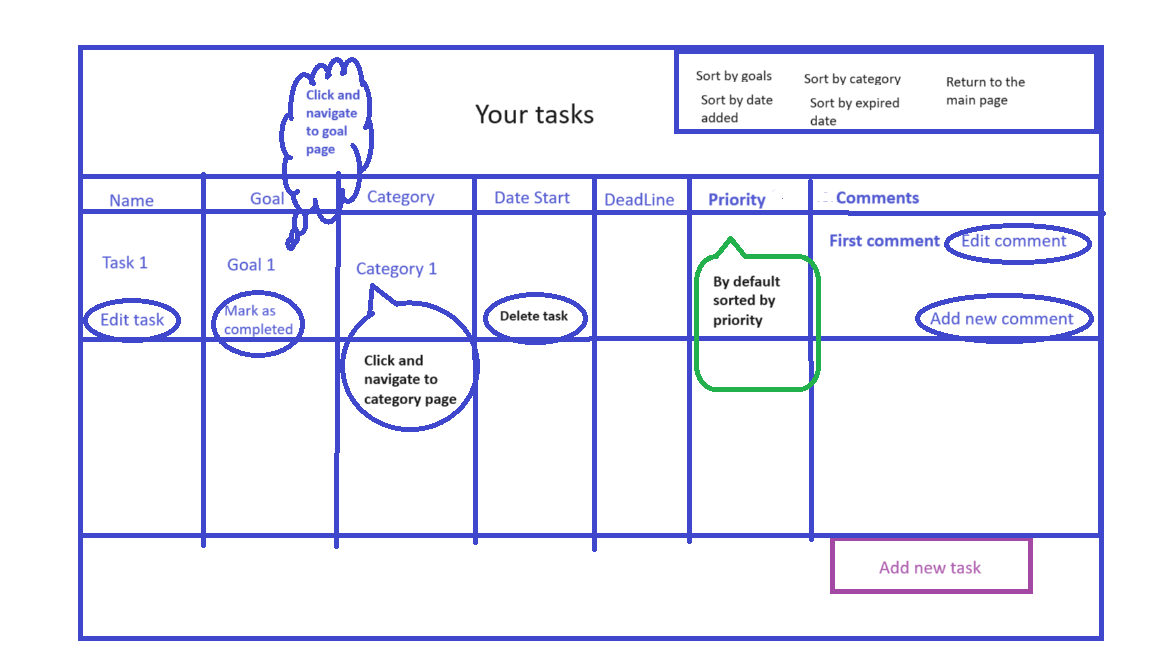 Click and
navigate
to goal
page
Your tasks
Sort by goals
Sort by category
Return to the
main page
Sort by date
added
Sort by expired
date
Name
Goal
Category
Date Start
DeadLine
Priority
Comments
First comment
Edit comment
Task 1
Goal 1
Category 1
By default
sorted by
priority
Edit task
Mark as
completed
Delete task
Add new comment
Click and
navigate to
category page
Add new task